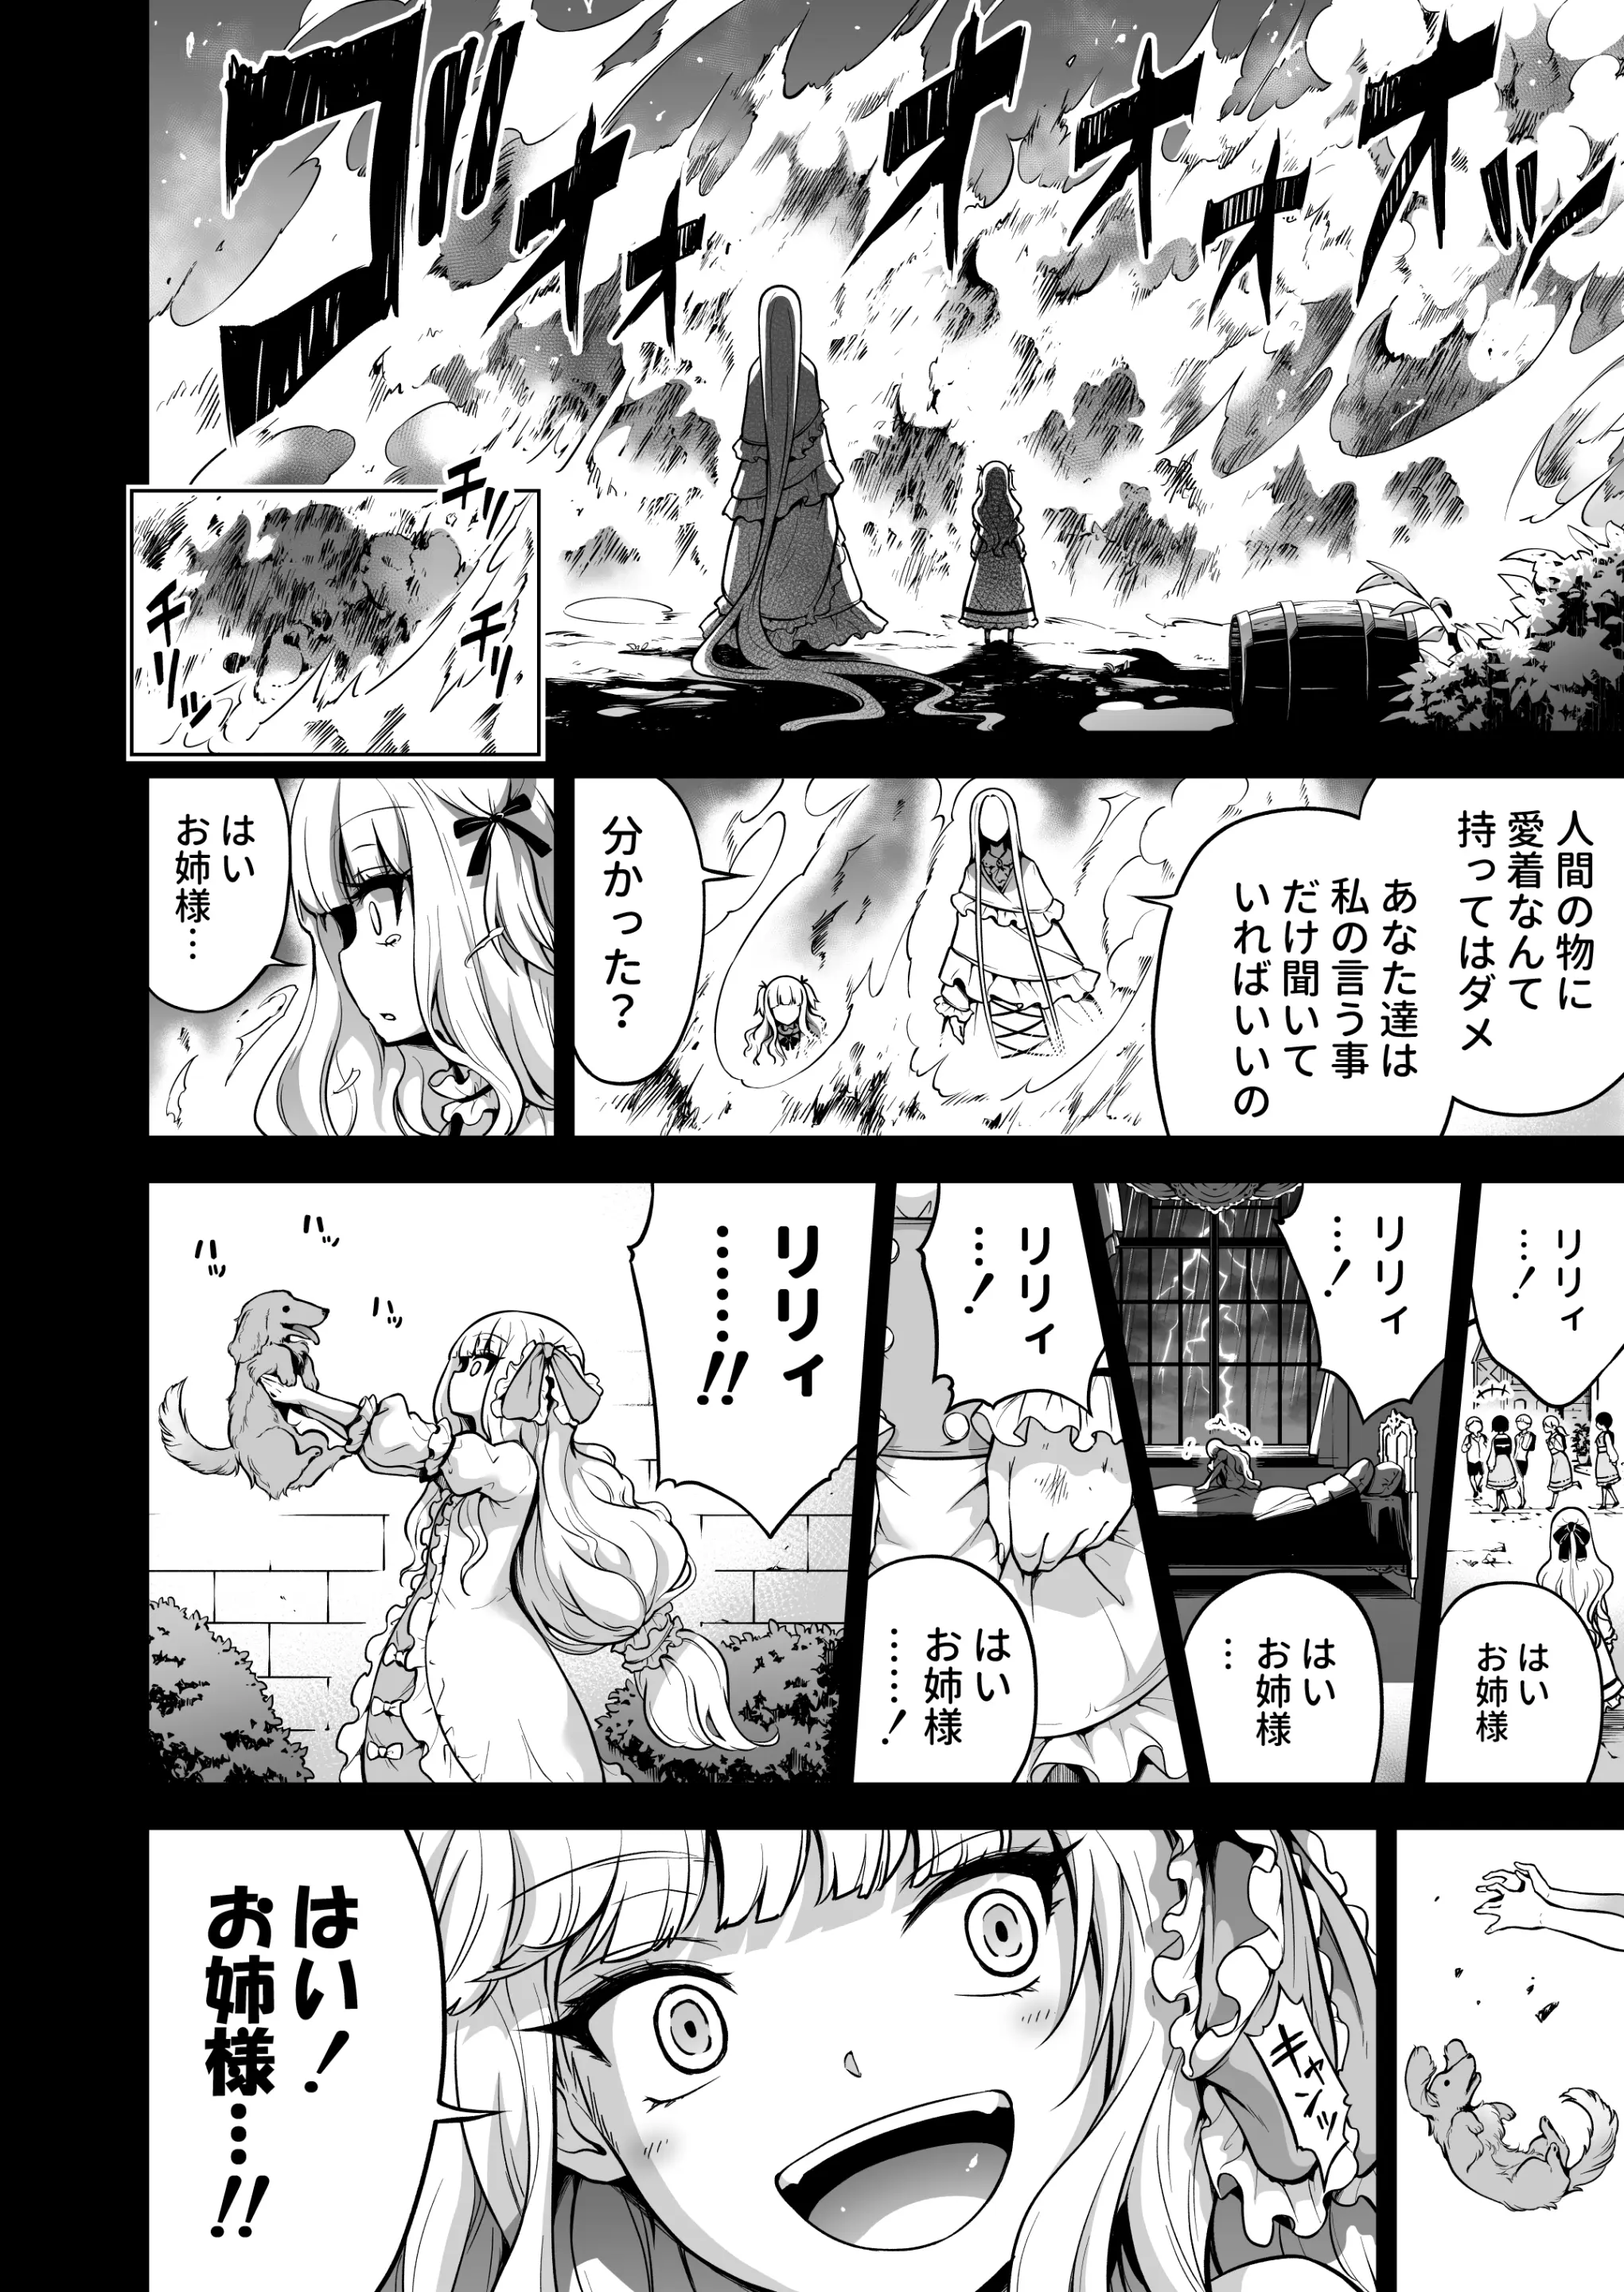 ゴオオオオオオッ
チリ
チリ
チリッ
人間の物に
愛着なんて
持ってはダメ
あなた達は
私の言う事
だけ聞いて
いればいいの
分かった?
はい
お姉様…
リリィ
…!
はい
お姉様
リリィ
…!
はい
お姉様
…
リリィ
…!
はい
お姉様
……!
リリィ
………!!
ハッ
ハッ
ハッ
キャンッ
はい!
お姉様…!!